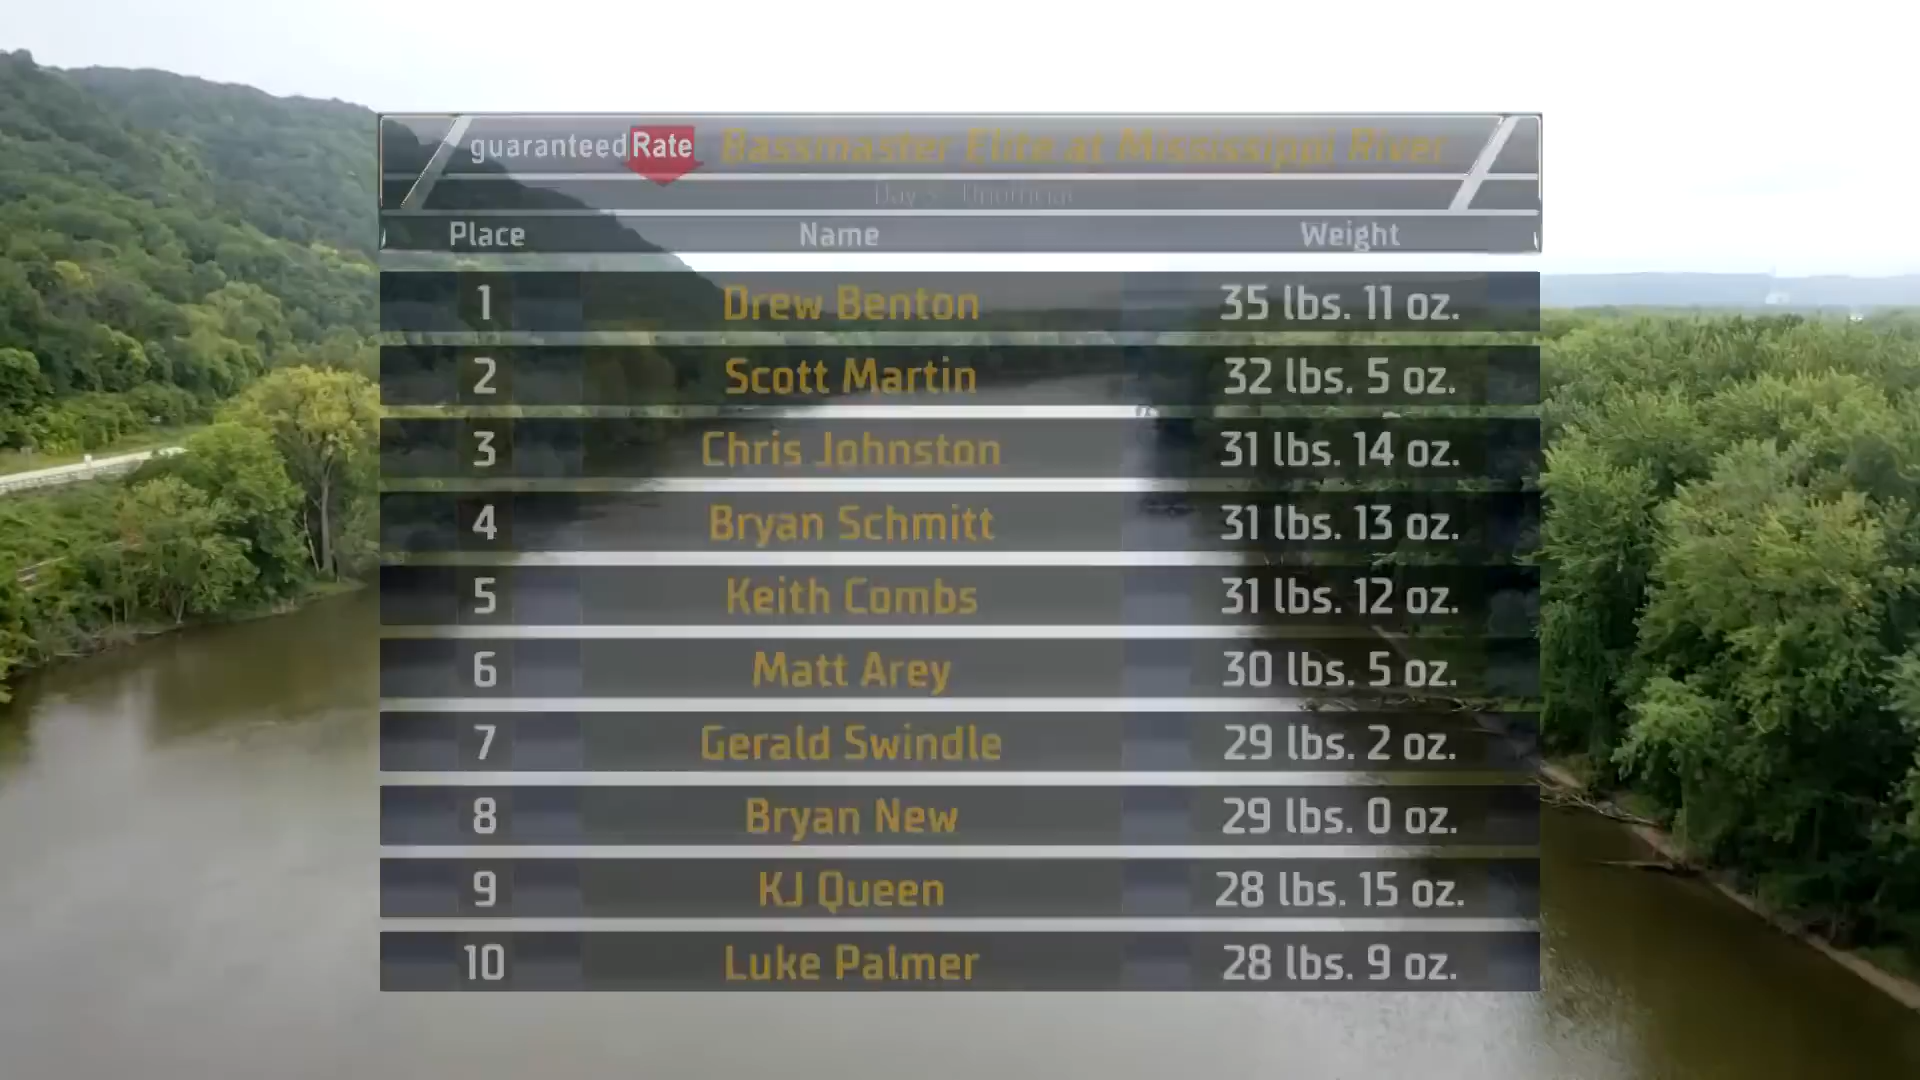 guaranteedRate Bassmaster Elite at Mississippi River
Day 3 - Unofficial
Place Name Weight
1 Drew Benton 35 lbs. 11 oz.
2 Scott Martin 32 lbs. 5 oz.
3 Chris Johnston 31 lbs. 14 oz.
4 Bryan Schmitt 31 lbs. 13 oz.
5 Keith Combs 31 lbs. 12 oz.
6 Matt Arey 30 lbs. 5 oz.
7 Gerald Swindle 29 lbs. 2 oz.
8 Bryan New 29 lbs. 0 oz.
9 KJ Queen 28 lbs. 15 oz.
10 Luke Palmer 28 lbs. 9 oz.